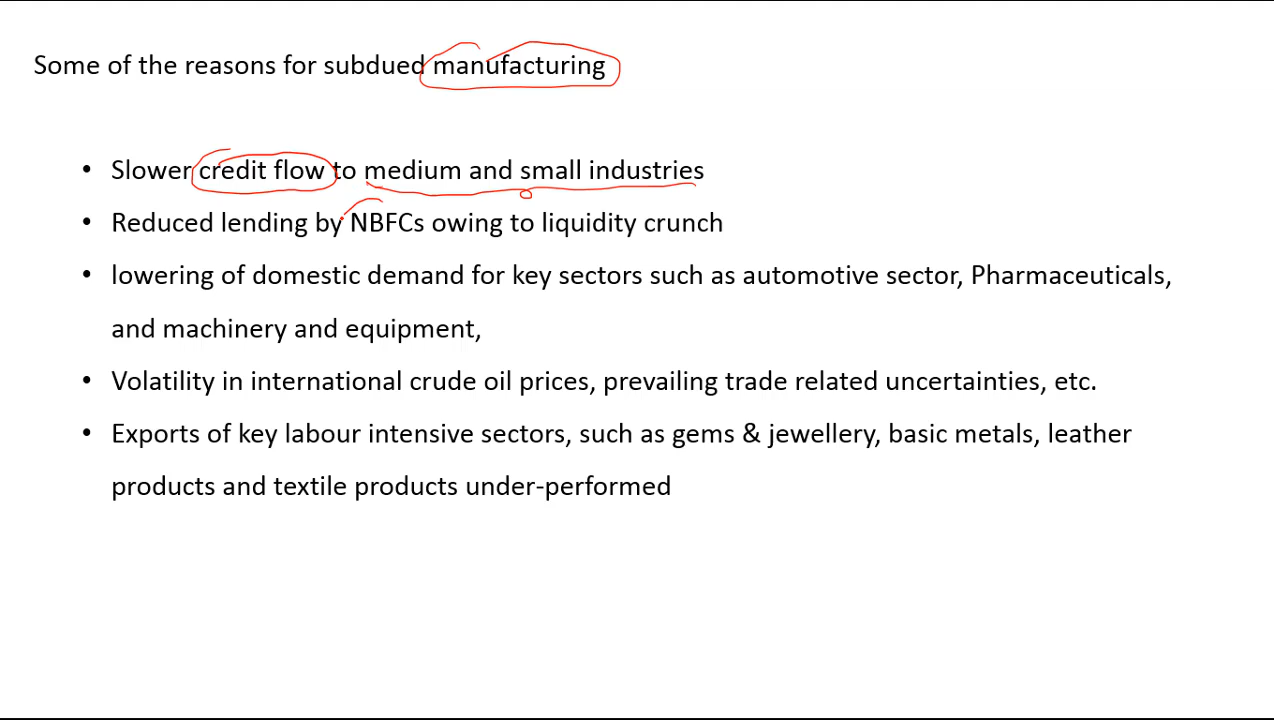 Some of the reasons for subdued manufacturing
• Slower credit flow to medium and small industries
• Reduced lending by NBFCs owing to liquidity crunch
• lowering of domestic demand for key sectors such as automotive sector, Pharmaceuticals,
and machinery and equipment,
• Volatility in international crude oil prices, prevailing trade related uncertainties, etc.
• Exports of key labour intensive sectors, such as gems & jewellery, basic metals, leather
products and textile products under-performed